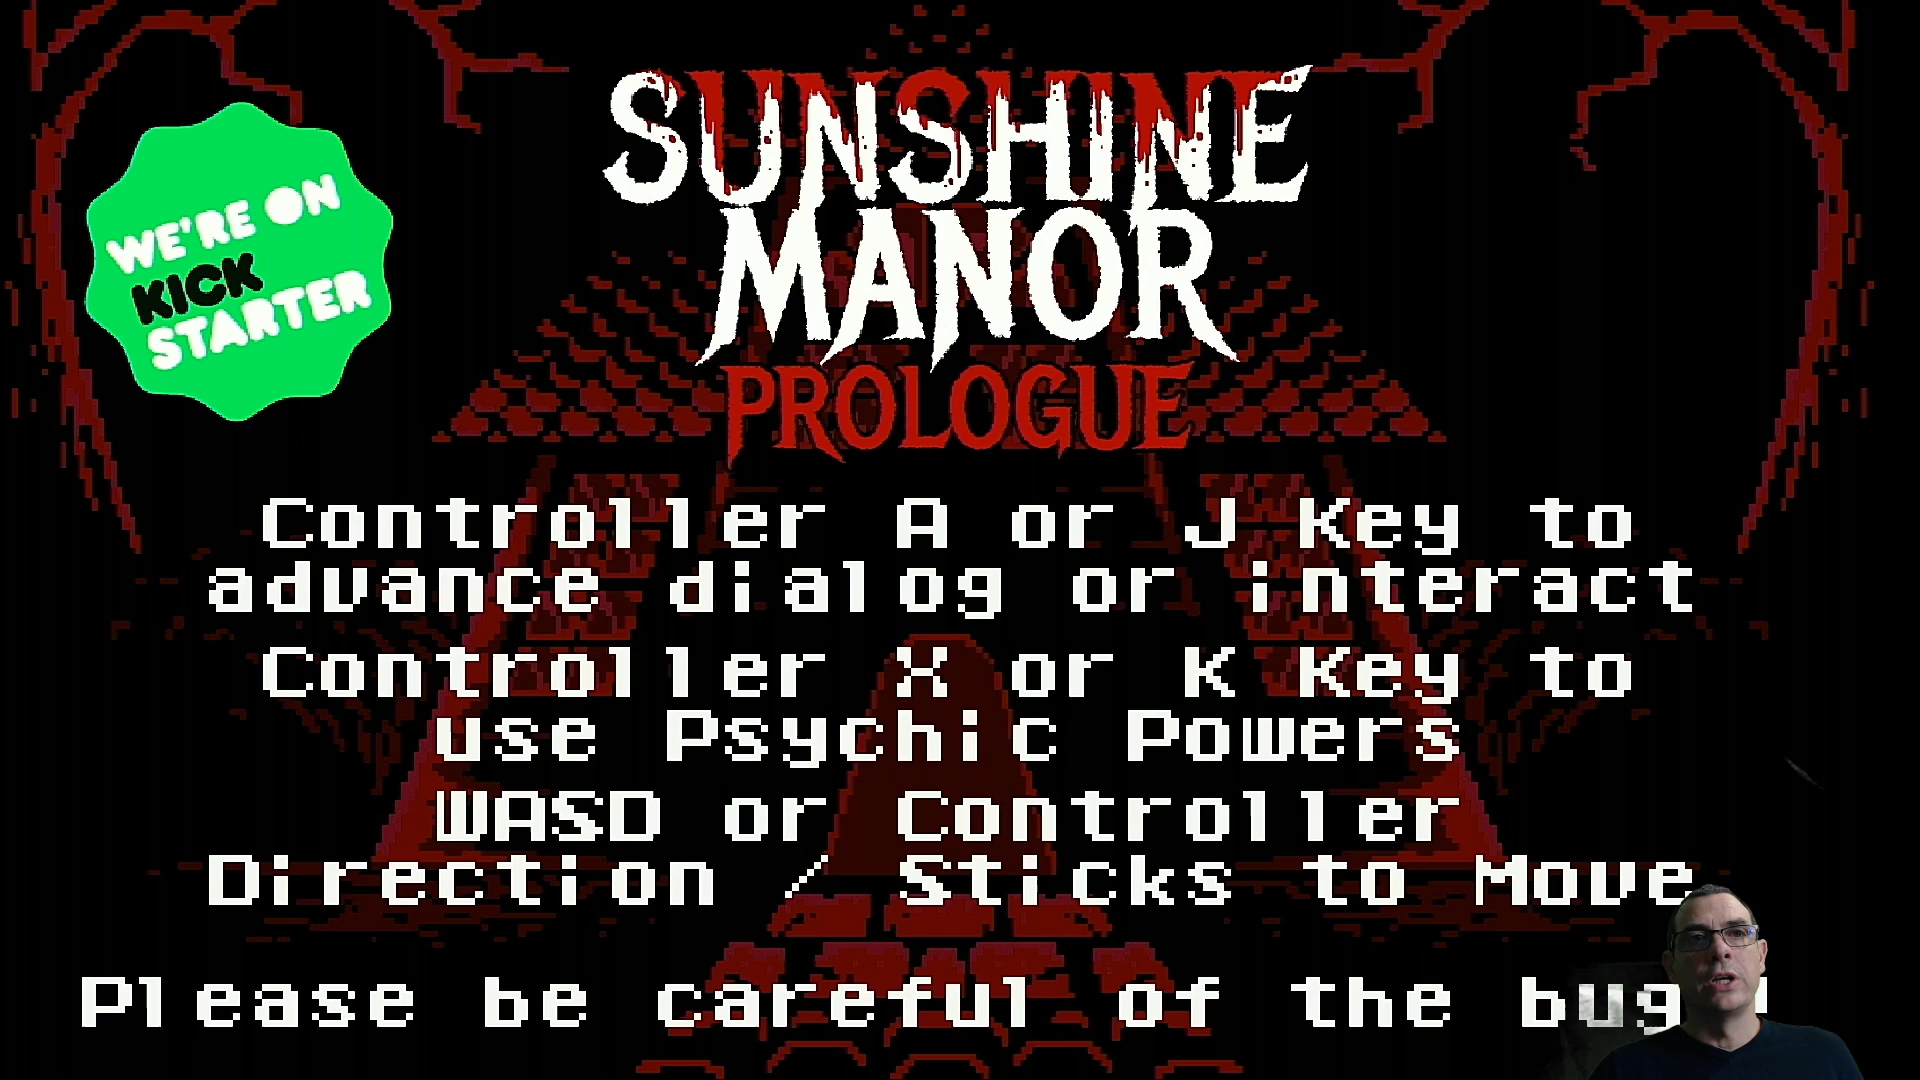 SUNSHINE
MANOR
PROLOGUE
WE'RE ON
KICK
STARTER
Controller A or J Key to
advance dialog or interact
Controller X or K Key to
use Psychic Powers
WASD or Controller
Direction / Sticks to Move
Please be careful of the